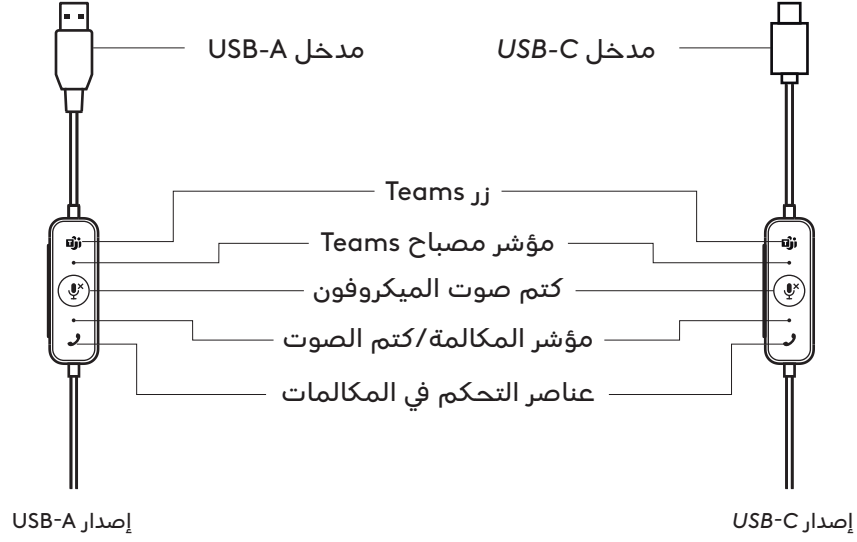 مدخل USB-C
مدخل USB-A
زر Teams
مؤشر مصباح Teams
كتم صوت الميكروفون
مؤشر المكالمة/كتم الصوت
عناصر التحكم في المكالمات
إصدار USB-C
إصدار USB-A